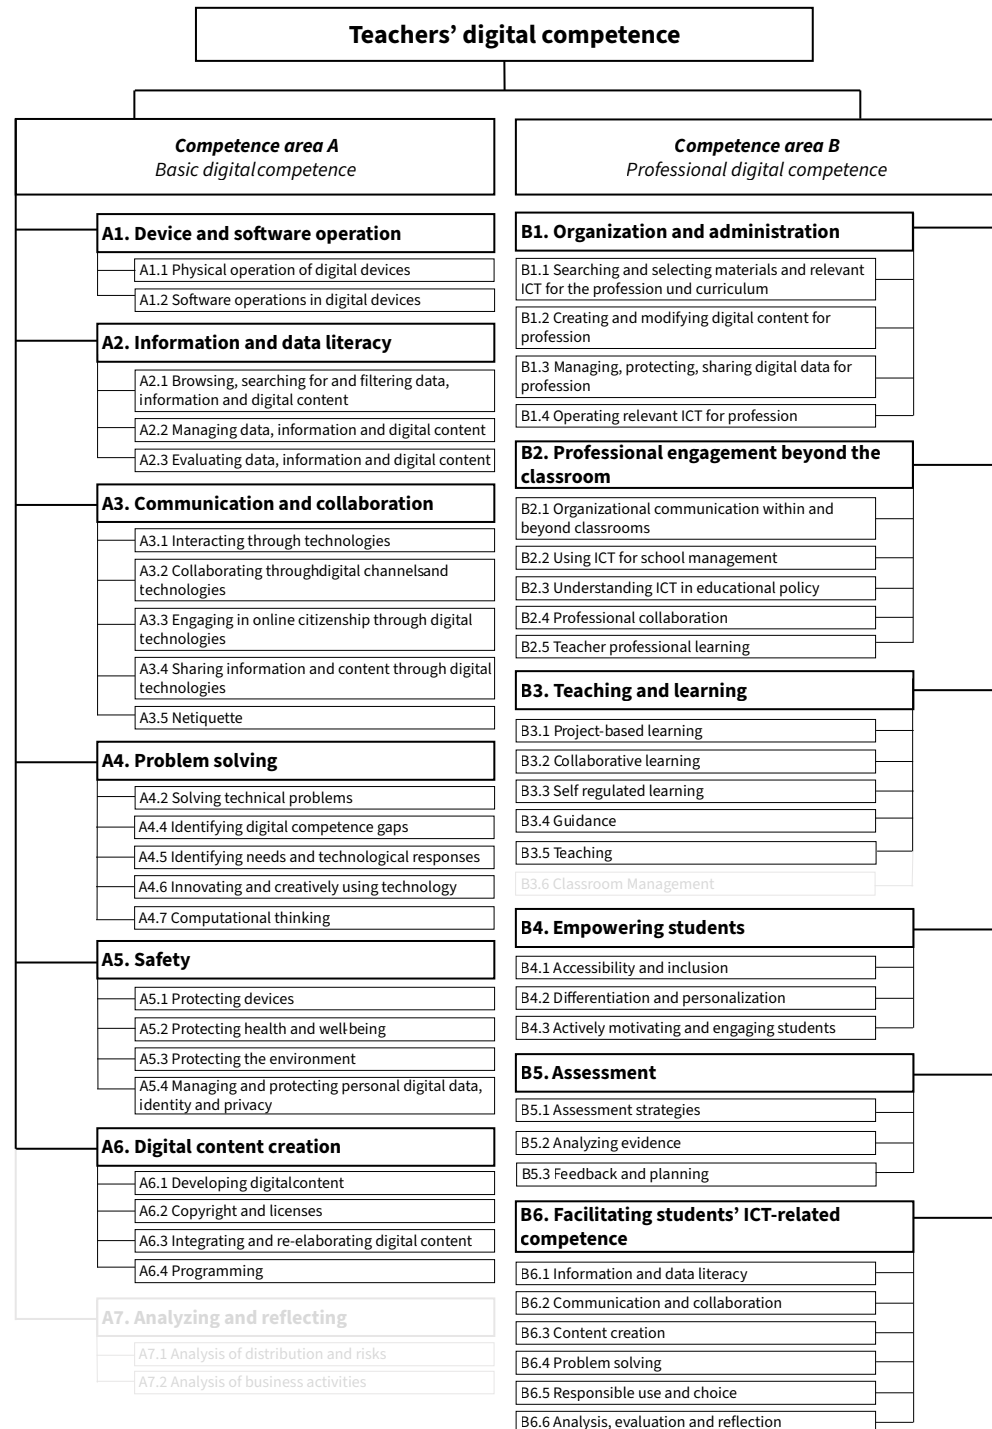 Teachers’ digital competence
Competence area A
Basic digitalcompetence
A1. Device and software operation
A1.1 Physical operation of digital devices
A1.2 Software operations in digital devices
A2. Information and data literacy
A2.1 Browsing, searching for and filtering data,
information and digital content
A2.2 Managing data, information and digital content
A2.3 Evaluating data, information and digital content
A3. Communication and collaboration
A3.1 Interacting through technologies
A3.2 Collaborating throughdigital channelsand
technologies
A3.3 Engaging in online citizenship through digital
technologies
A3.4 Sharing information and content through digital
technologies
A3.5 Netiquette
A4. Problem solving
A4.2 Solving technical problems
A4.4 Identifying digital competence gaps
A4.5 Identifying needs and technological responses
A4.6 Innovating and creatively using technology
A4.7 Computational thinking
A5. Safety
A5.1 Protecting devices
A5.2 Protecting health and well-being
A5.3 Protecting the environment
A5.4 Managing and protecting personal digital data,
identity and privacy
A6. Digital content creation
A6.1 Developing digitalcontent
A6.2 Copyright and licenses
A6.3 Integrating and re-elaborating digital content
A6.4 Programming
A7. Analyzing and reflecting
A7.1 Analysis of distribution and risks
A7.2 Analysis of business activities
Competence area B
Professional digital competence
B1. Organization and administration
B1.1 Searching and selecting materials and relevant
ICT for the profession und curriculum
B1.2 Creating and modifying digital content for
profession
B1.3 Managing, protecting, sharing digital data for
profession
B1.4 Operating relevant ICT for profession
B2. Professional engagement beyond the
classroom
B2.1 Organizational communication within and
beyond classrooms
B2.2 Using ICT for school management
B2.3 Understanding ICT in educational policy
B2.4 Professional collaboration
B2.5 Teacher professional learning
B3. Teaching and learning
B3.1 Project-based learning
B3.2 Collaborative learning
B3.3 Self regulated learning
B3.4 Guidance
B3.5 Teaching
B3.6 Classroom Management
B4. Empowering students
B4.1 Accessibility and inclusion
B4.2 Differentiation and personalization
B4.3 Actively motivating and engaging students
B5. Assessment
B5.1 Assessment strategies
B5.2 Analyzing evidence
B5.3 Feedback and planning
B6. Facilitating students’ ICT-related
competence
B6.1 Information and data literacy
B6.2 Communication and collaboration
B6.3 Content creation
B6.4 Problem solving
B6.5 Responsible use and choice
B6.6 Analysis, evaluation and reflection